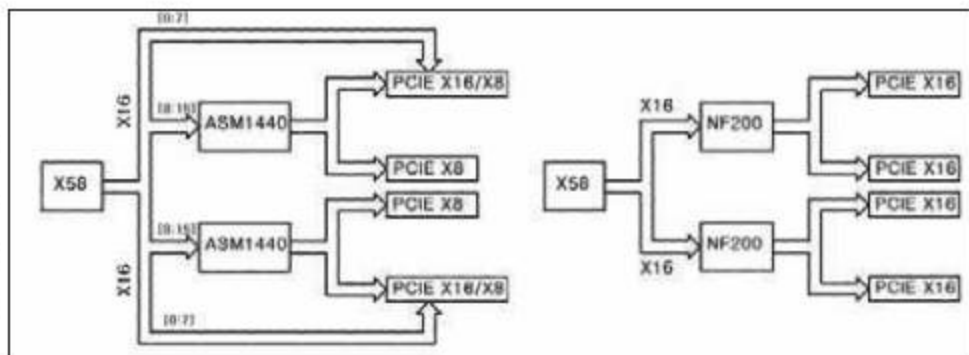 [0:7]
PCIE X16/X8
X16
[8:15]
ASM1440
PCIE X8
X58
PCIE X8
[8:15]
ASM1440
X16
PCIE X16/X8
[0:7]
PCIE X16
X16
NF200
PCIE X16
X58
PCIE X16
NF200
X16
PCIE X16